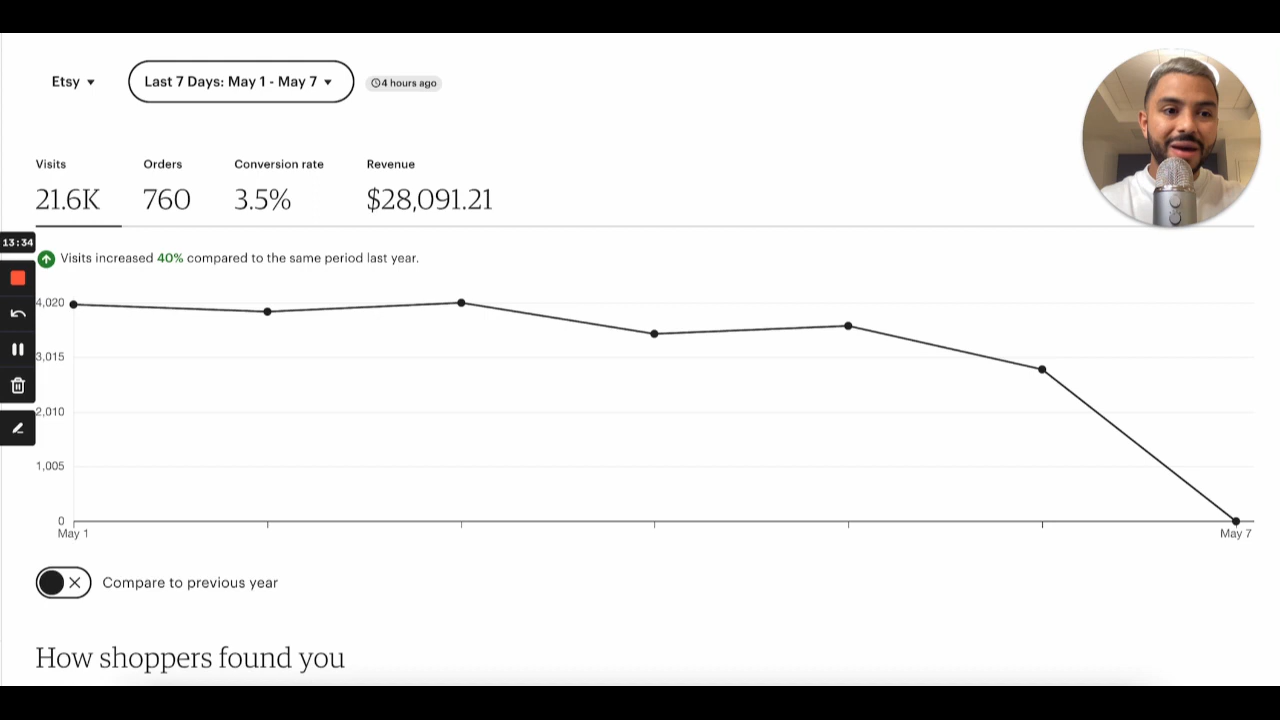 Etsy
Last 7 Days: May 1 - May 7
4 hours ago
Visits
Orders
Conversion rate
Revenue
21.6K
760
3.5%
$28,091.21
13:34
Visits increased 40% compared to the same period last year.
4,020
3,015
2,010
1,005
0
May 1
May 7
Compare to previous year
How shoppers found you